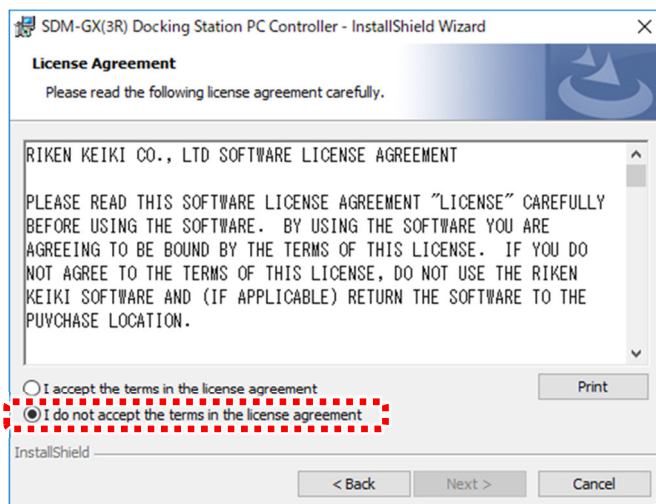 SDM-GX(3R) Docking Station PC Controller - InstallShield Wizard
License Agreement
Please read the following license agreement carefully.
RIKEN KEIKI CO., LTD SOFTWARE LICENSE AGREEMENT
PLEASE READ THIS SOFTWARE LICENSE AGREEMENT "LICENSE" CAREFULLY
BEFORE USING THE SOFTWARE.  BY USING THE SOFTWARE YOU ARE
AGREEING TO BE BOUND BY THE TERMS OF THIS LICENSE.  IF YOU DO
NOT AGREE TO THE TERMS OF THIS LICENSE, DO NOT USE THE RIKEN
KEIKI SOFTWARE AND (IF APPLICABLE) RETURN THE SOFTWARE TO THE
PUVCHASE LOCATION.
I accept the terms in the license agreement
Print
I do not accept the terms in the license agreement
InstallShield
< Back
Next >
Cancel